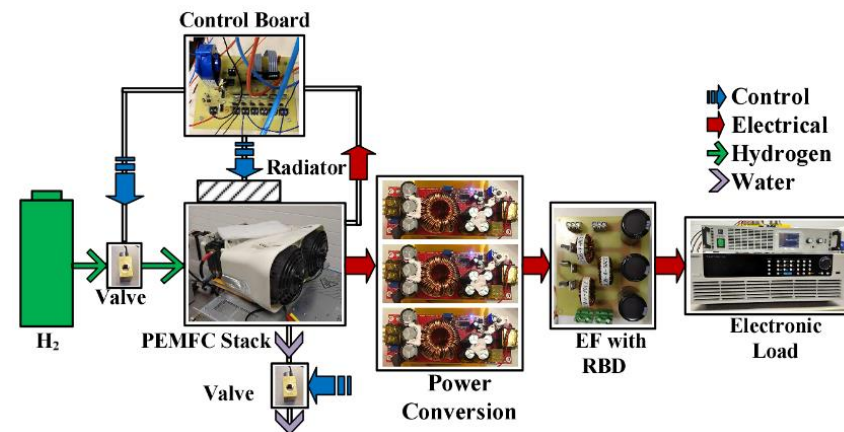 Control Board
Control
Electrical
Hydrogen
Water
Radiator
Valve
H₂
PEMFC Stack
Valve
Power
Conversion
EF with
RBD
Electronic
Load